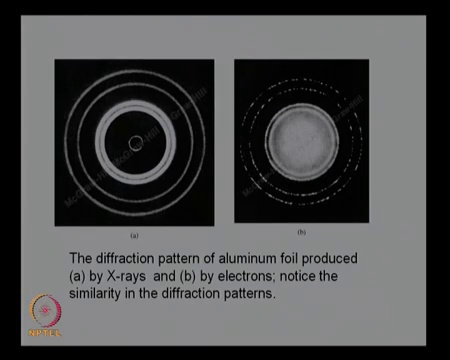 (a)
(b)
The diffraction pattern of aluminum foil produced
(a) by X-rays and (b) by electrons; notice the
similarity in the diffraction patterns.
NPTEL